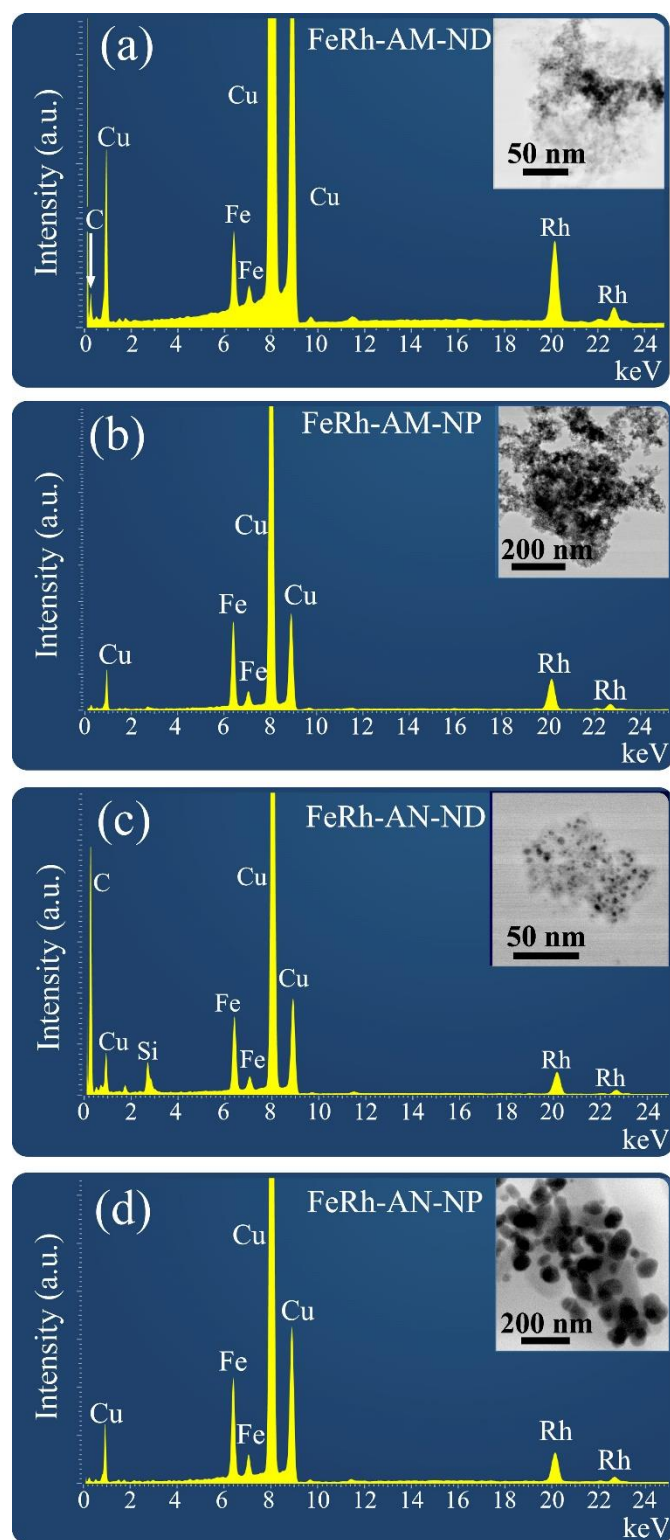 (a)
FeRh-AM-ND
50 nm
Intensity (a.u.)
C
Cu
Fe
Fe
Cu
Cu
Rh
Rh
0 2 4 6 8 10 12 14 16 18 20 22 24
keV
(b)
FeRh-AM-NP
200 nm
Intensity (a.u.)
Cu
Fe
Fe
Cu
Cu
Rh
Rh
0 2 4 6 8 10 12 14 16 18 20 22 24
keV
(c)
FeRh-AN-ND
50 nm
Intensity (a.u.)
C
Cu
Si
Fe
Fe
Cu
Cu
Rh
Rh
0 2 4 6 8 10 12 14 16 18 20 22 24
keV
(d)
FeRh-AN-NP
200 nm
Intensity (a.u.)
Cu
Fe
Fe
Cu
Cu
Rh
Rh
0 2 4 6 8 10 12 14 16 18 20 22 24
keV